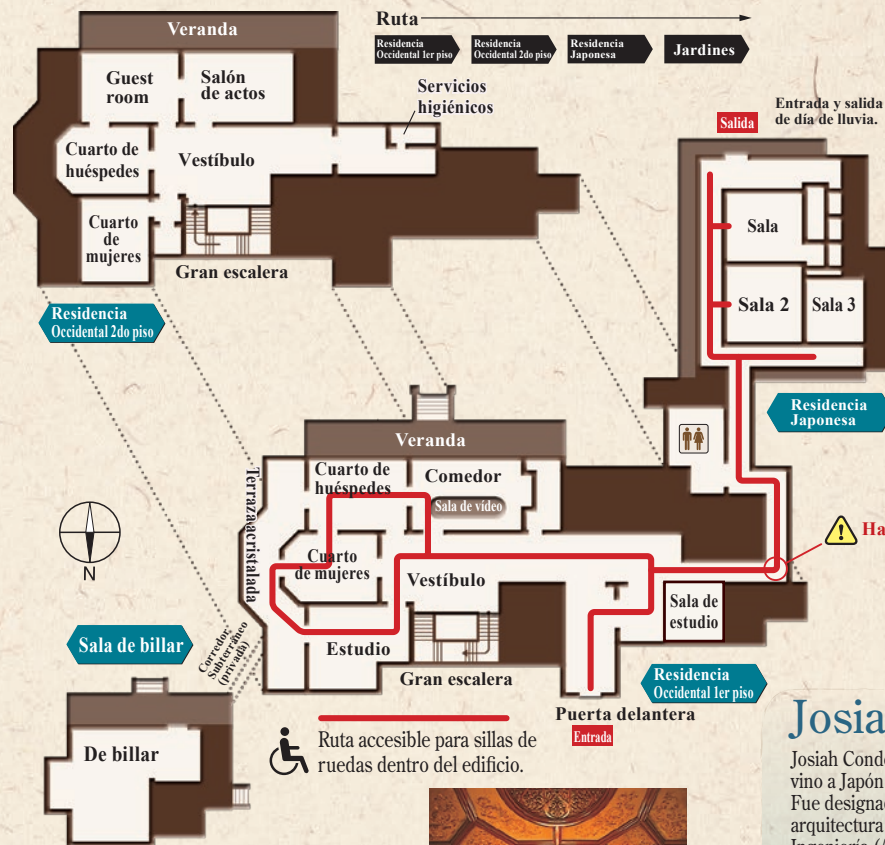 Ruta
Residencia
Occidental 1er piso
Residencia
Occidental 2do piso
Residencia
Japonesa
Jardines
Veranda
Guest
room
Salón
de actos
Servicios
higiénicos
Cuarto de
huéspedes
Vestíbulo
Cuarto
de
mujeres
Gran escalera
Residencia
Occidental 2do piso
Salida
Entrada y salida
de día de lluvia.
Sala
Sala 2
Sala 3
Residencia
Japonesa
Veranda
Terraza acristalada
Cuarto de
huéspedes
Comedor
Sala de vídeo
Cuarto
de mujeres
Vestíbulo
Estudio
Gran escalera
Sala de
estudio
Ha
N
Sala de billar
Corredor
Subterráneo
(privada)
Residencia
Occidental 1er piso
Puerta delantera
Entrada
De billar
Ruta accesible para sillas de
ruedas dentro del edificio.
Josia
Josiah Conde
vino a Japón
Fue designad
arquitectura